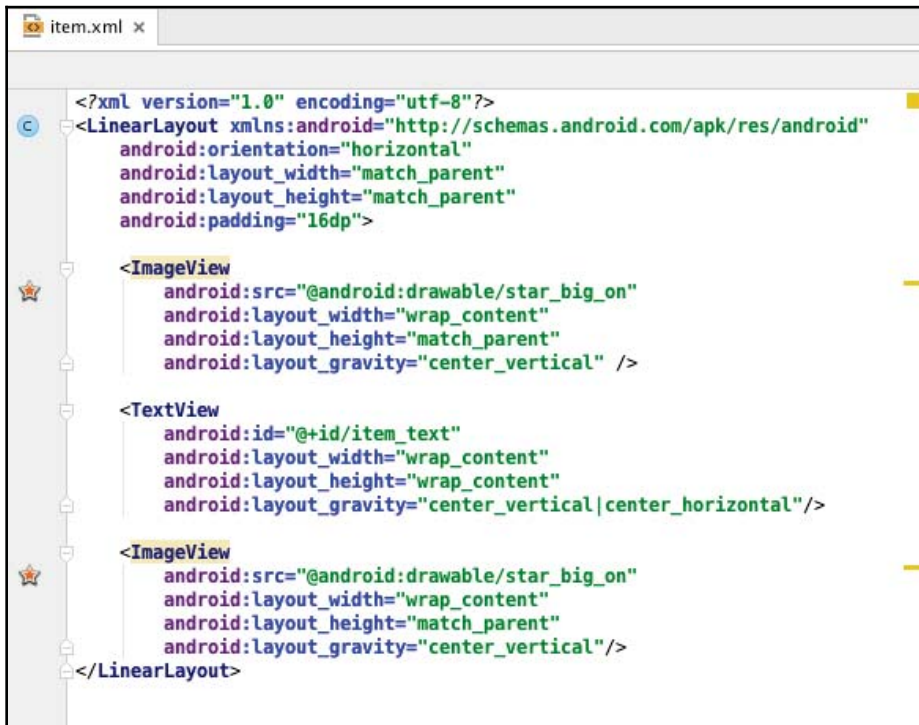 item.xml
<?xml version="1.0" encoding="utf-8"?>
<LinearLayout xmlns:android="http://schemas.android.com/apk/res/android"
    android:orientation="horizontal"
    android:layout_width="match_parent"
    android:layout_height="match_parent"
    android:padding="16dp">
    <ImageView
        android:src="@android:drawable/star_big_on"
        android:layout_width="wrap_content"
        android:layout_height="match_parent"
        android:layout_gravity="center_vertical" />
    <TextView
        android:id="@+id/item_text"
        android:layout_width="wrap_content"
        android:layout_height="wrap_content"
        android:layout_gravity="center_vertical|center_horizontal"/>
    <ImageView
        android:src="@android:drawable/star_big_on"
        android:layout_width="wrap_content"
        android:layout_height="match_parent"
        android:layout_gravity="center_vertical"/>
</LinearLayout>